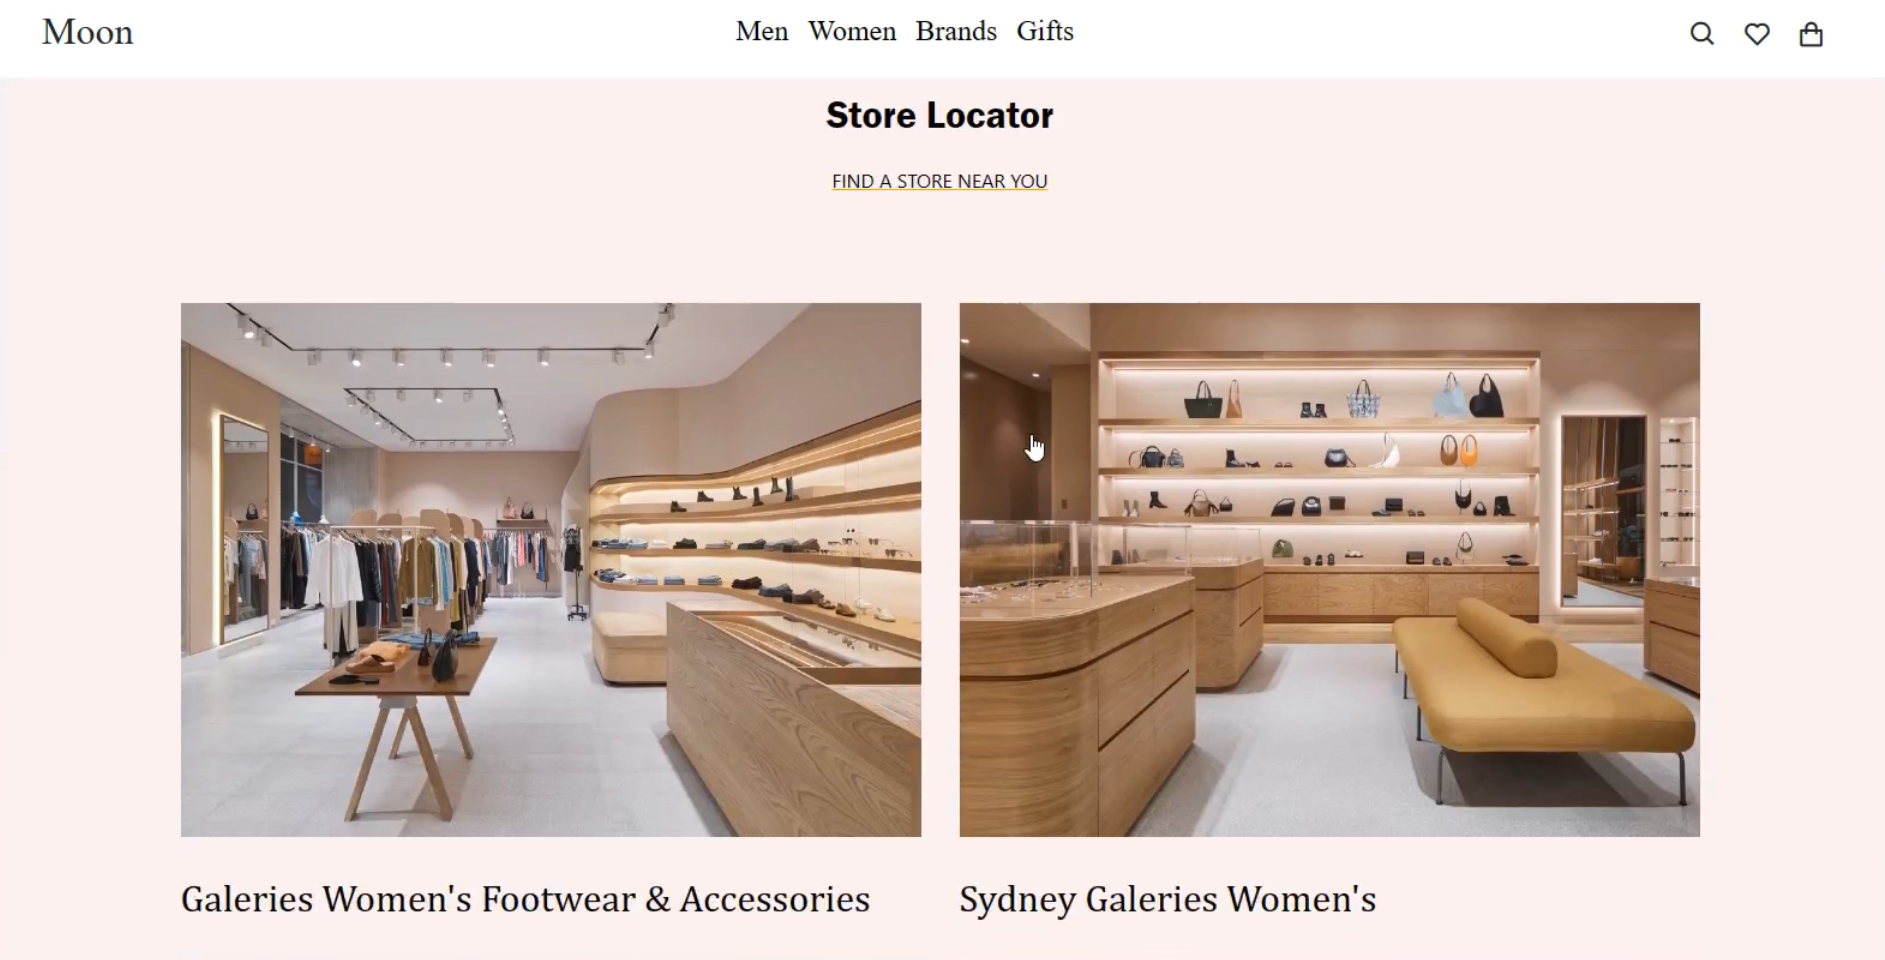 Moon
Men Women Brands Gifts
Store Locator
FIND A STORE NEAR YOU
Galeries Women's Footwear & Accessories
Sydney Galeries Women's